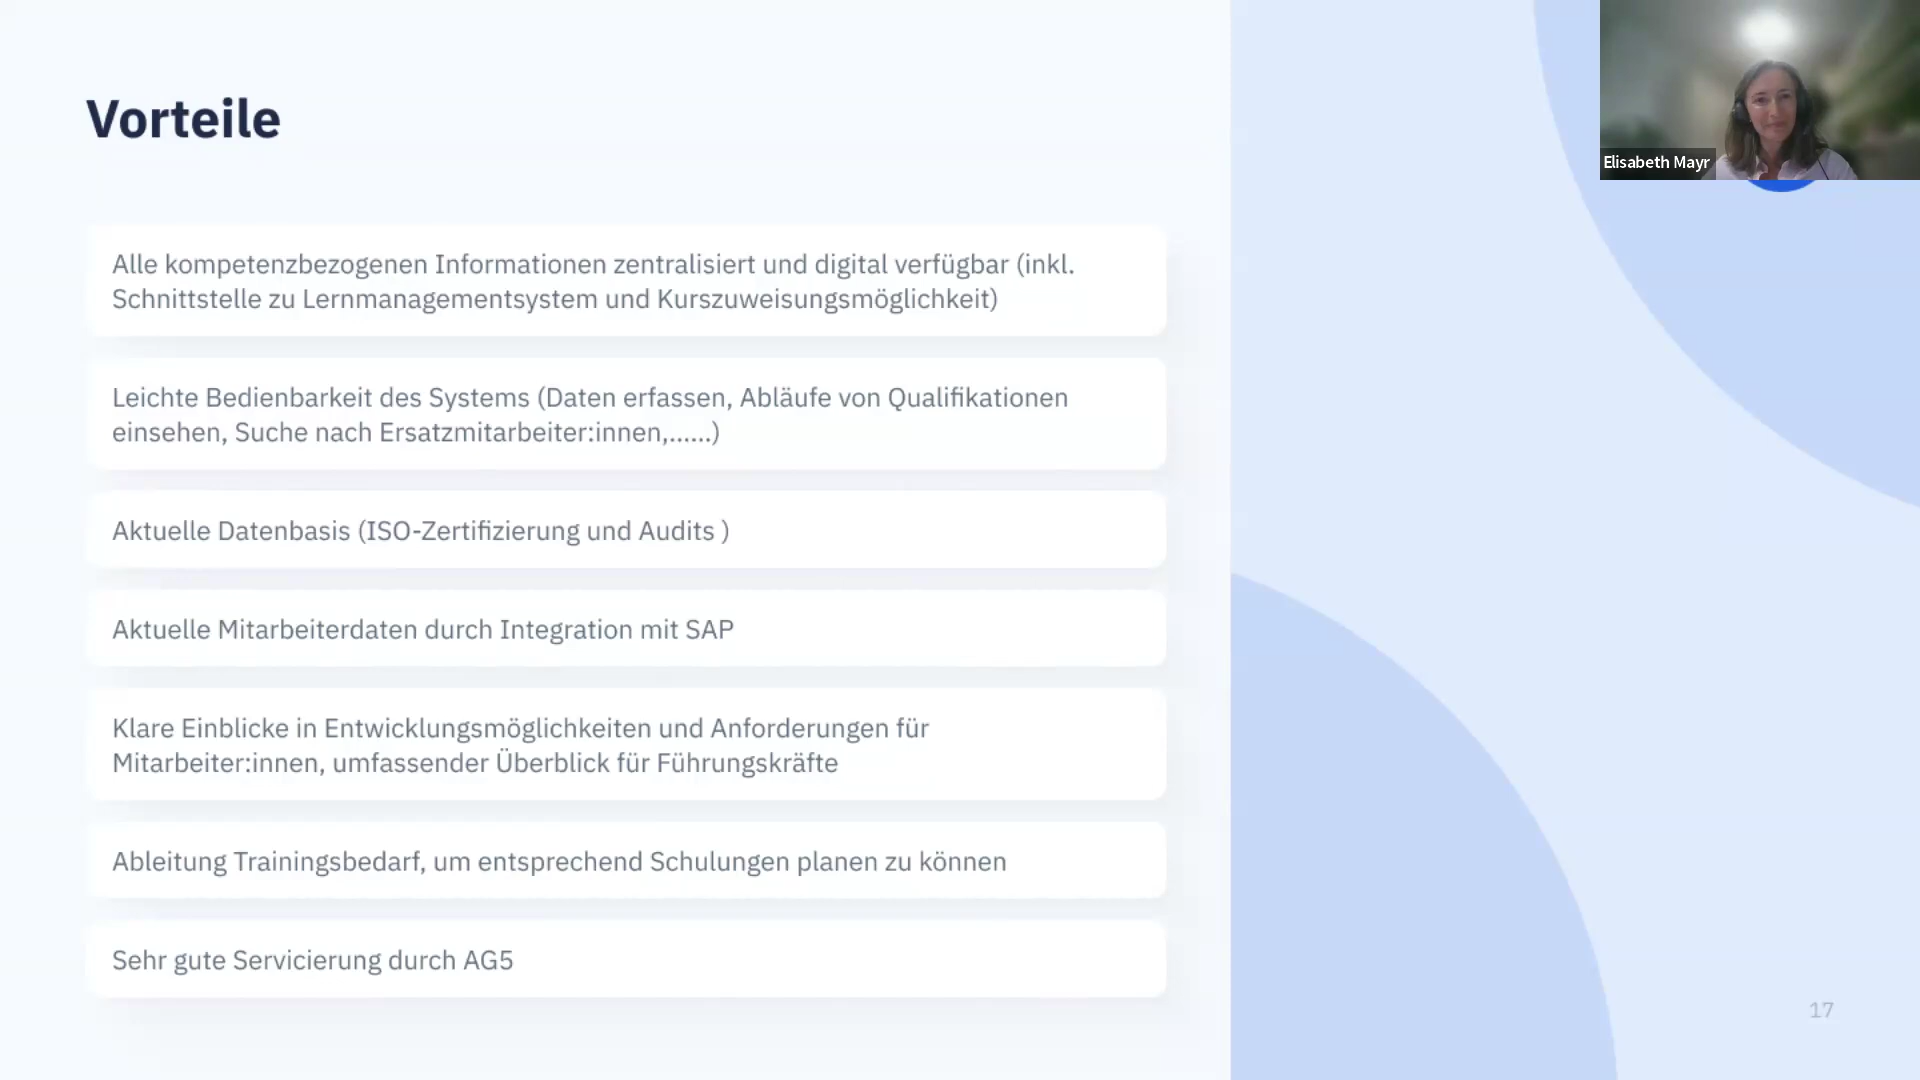 Vorteile
Elisabeth Mayr
Alle kompetenzbezogenen Informationen zentralisiert und digital verfügbar (inkl.
Schnittstelle zu Lernmanagementsystem und Kurszuweisungsmöglichkeit)
Leichte Bedienbarkeit des Systems (Daten erfassen, Abläufe von Qualifikationen
einsehen, Suche nach Ersatzmitarbeiter:innen,......)
Aktuelle Datenbasis (ISO-Zertifizierung und Audits )
Aktuelle Mitarbeiterdaten durch Integration mit SAP
Klare Einblicke in Entwicklungsmöglichkeiten und Anforderungen für
Mitarbeiter:innen, umfassender Überblick für Führungskräfte
Ableitung Trainingsbedarf, um entsprechend Schulungen planen zu können
Sehr gute Servicierung durch AG5
17